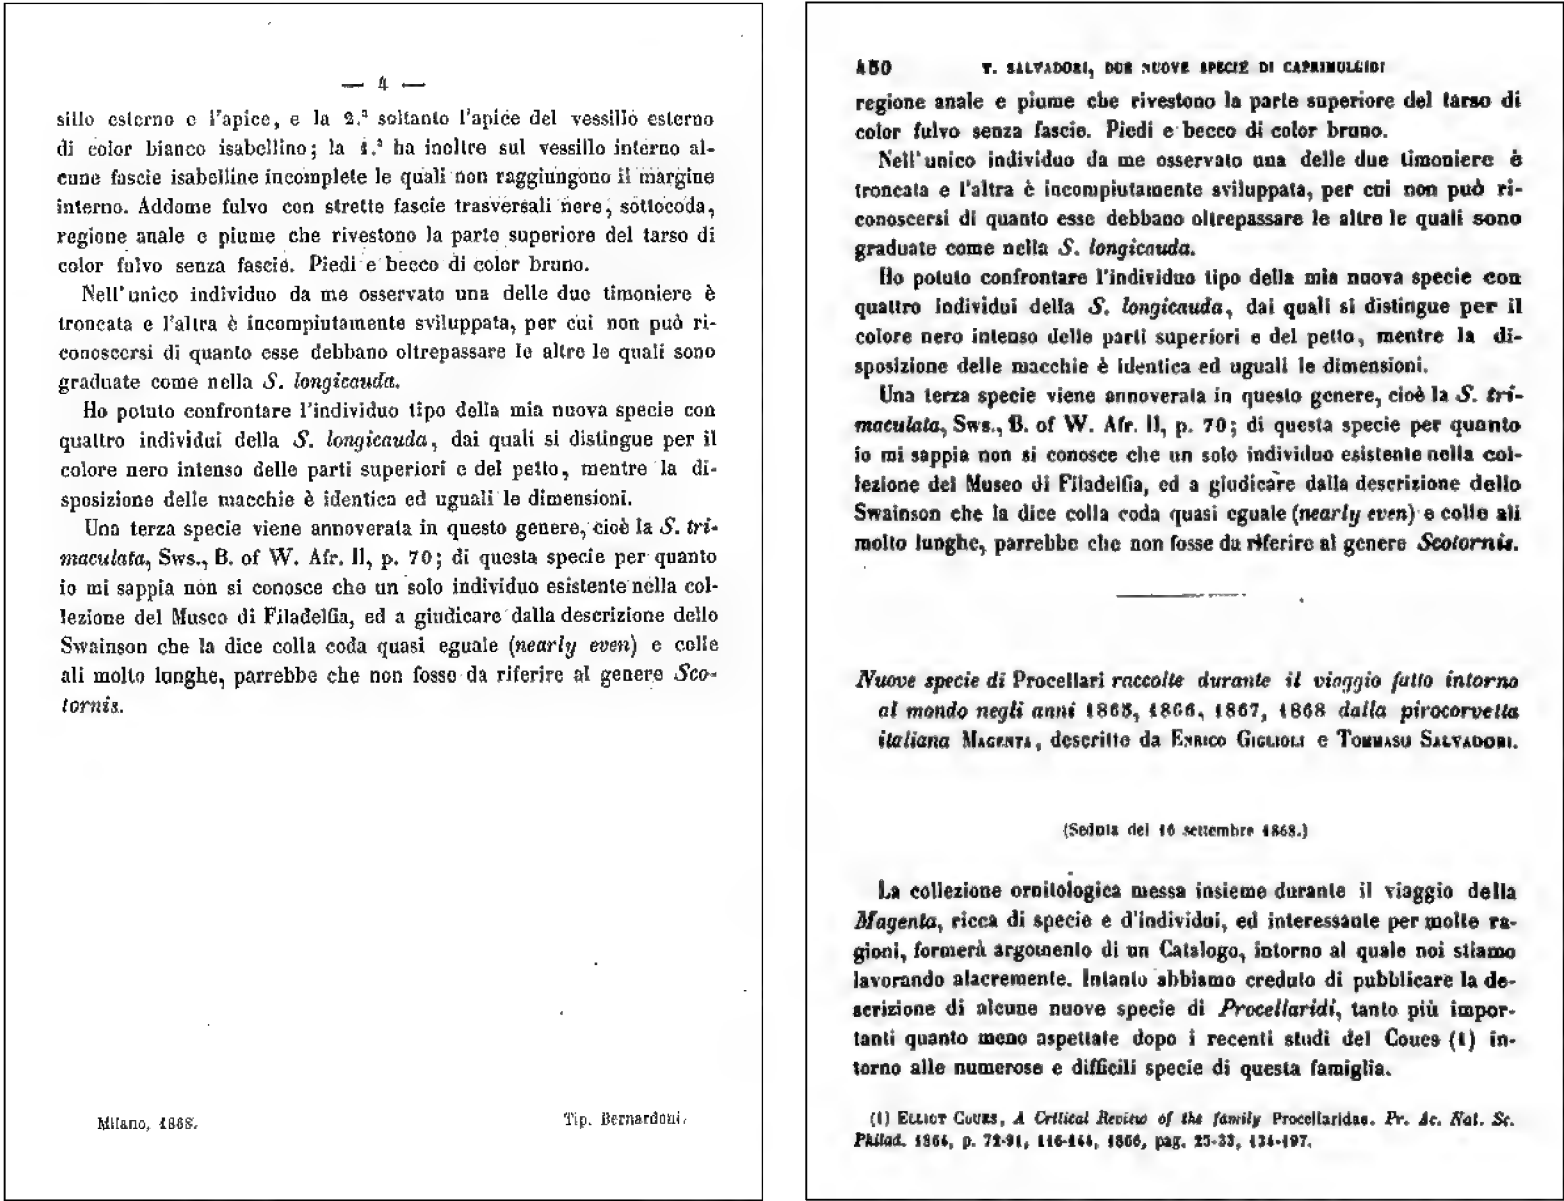 — 4 —
sillo esterno e l'apice, e la 2.ª soltanto l'apice del vessillo esterno
di color bianco isabellino; la 1.ª ha inoltre sul vessillo interno al-
cune fascie isabelline incomplete le quali non raggiungono il margine
interno. Addome fulvo con strette fascie trasversali nere, sottocoda,
regione anale e piume che rivestono la parte superiore del tarso di
color fulvo senza fascie. Piedi e becco di color bruno.
Nell'unico individuo da me osservato una delle due timoniere è
troncata e l'altra è incompiutamente sviluppata, per cui non può ri-
conoscersi di quanto esse debbano oltrepassare le altre le quali sono
graduate come nella S. longicauda.
Ho potuto confrontare l'individuo tipo della mia nuova specie con
quattro individui della S. longicauda, dai quali si distingue per il
colore nero intenso delle parti superiori e del petto, mentre la di-
sposizione delle macchie è identica ed uguali le dimensioni.
Una terza specie viene annoverata in questo genere, cioè la S. tri-
maculata, Sws., B. of W. Afr. II, p. 70; di questa specie per quanto
io mi sappia non si conosce che un solo individuo esistente nella col-
lezione del Museo di Filadelfia, ed a giudicare dalla descrizione dello
Swainson che la dice colla coda quasi eguale (nearly even) e colle
ali molto lunghe, parrebbe che non fosse da riferire al genere Sco-
tornis.
Milano, 1868.
Tip. Bernardoni.
450 T. SALVADORI, DUE NUOVE SPECIE DI CAPRIMULGIDI
regione anale e piume che rivestono la parte superiore del tarso di
color fulvo senza fascie. Piedi e becco di color bruno.
Nell'unico individuo da me osservato una delle due timoniere è
troncata e l'altra è incompiutamente sviluppata, per cui non può ri-
conoscersi di quanto esse debbano oltrepassare le altre le quali sono
graduate come nella S. longicauda.
Ho potuto confrontare l'individuo tipo della mia nuova specie con
quattro individui della S. longicauda, dai quali si distingue per il
colore nero intenso delle parti superiori e del petto, mentre la di-
sposizione delle macchie è identica ed uguali le dimensioni.
Una terza specie viene annoverata in questo genere, cioè la S. tri-
maculata, Sws., B. of W. Afr. II, p. 70; di questa specie per quanto
io mi sappia non si conosce che un solo individuo esistente nella col-
lezione del Museo di Filadelfia, ed a giudicare dalla descrizione dello
Swainson che la dice colla coda quasi eguale (nearly even) e colle ali
molto lunghe, parrebbe che non fosse da riferire al genere Scotornis.
Nuove specie di Procellari raccolte durante il viaggio fatto intorno
al mondo negli anni 1865, 1866, 1867, 1868 dalla pirocorvetta
italiana MAGENTA, descritte da ENRICO GIGLIOLI e TOMMASO SALVADORI.
(Seduta del 16 settembre 1868.)
La collezione ornitologica messa insieme durante il viaggio della
Magenta, ricca di specie e d'individui, ed interessante per molte ra-
gioni, formerà argomento di un Catalogo, intorno al quale noi stiamo
lavorando alacremente. Intanto abbiamo creduto di pubblicare la de-
scrizione di alcune nuove specie di Procellaridi, tanto più impor-
tanti quanto meno aspettate dopo i recenti studi del Coues (1) in-
torno alle numerose e difficili specie di questa famiglia.
(1) ELLIOT COUES, A Critical Review of the family Procellaridae. Pr. Ac. Nat. Sc.
Philad. 1864, p. 72-91, 116-144, 1866, pag. 25-33, 134-197.